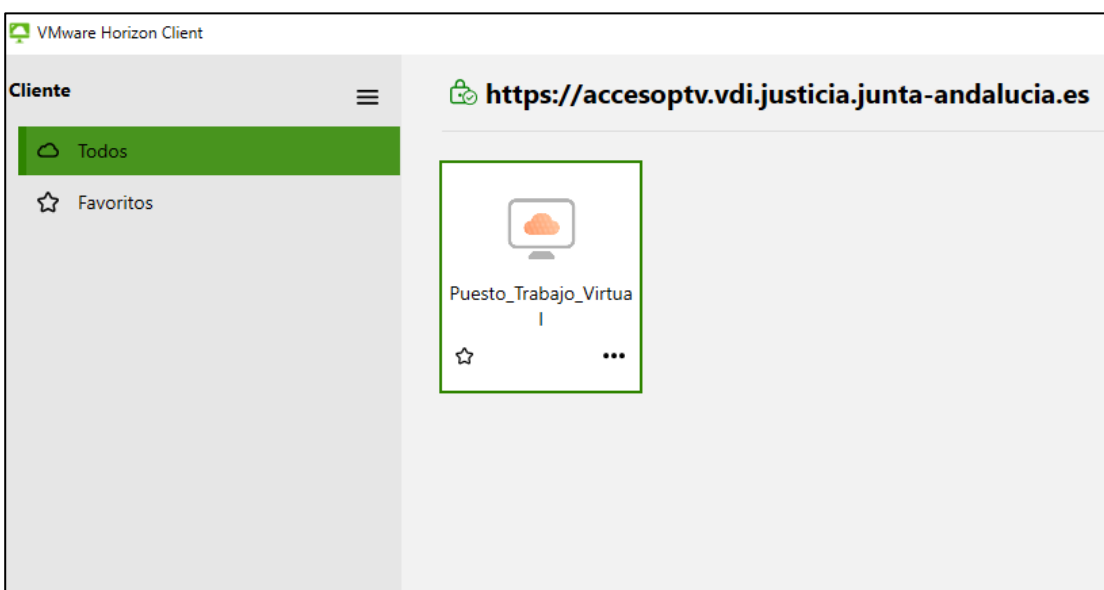 VMware Horizon Client
Cliente
Todos
Favoritos
https://accesoptv.vdi.justicia.junta-andalucia.es
Puesto_Trabajo_Virtua
l